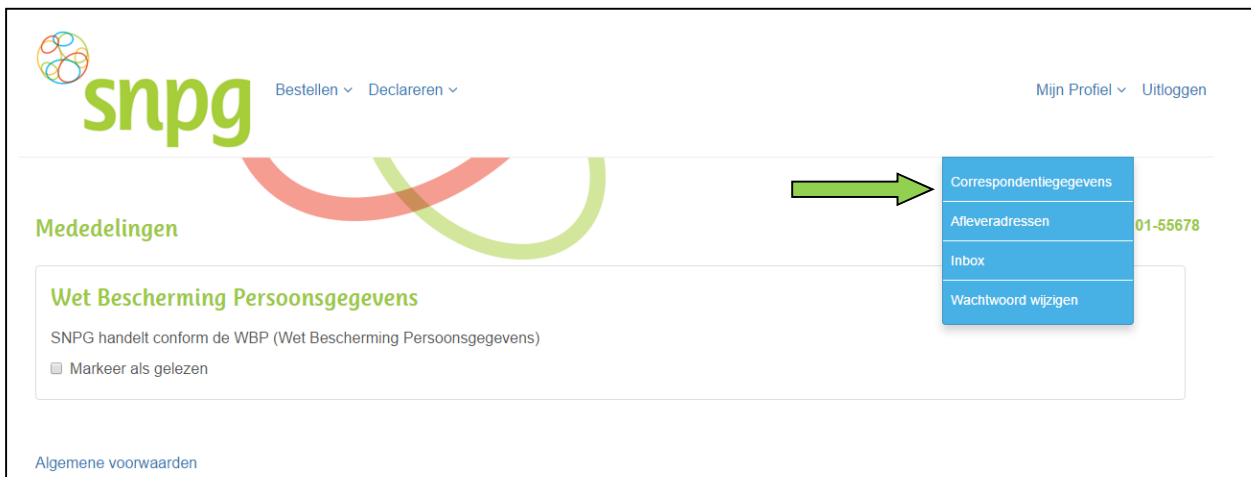 snpg
Bestellen Declareren
Mijn Profiel Uitloggen
Correspondentiegegevens
Afleveradressen
Inbox
Wachtwoord wijzigen
Mededelingen
01-55678
Wet Bescherming Persoonsgegevens
SNPG handelt conform de WBP (Wet Bescherming Persoonsgegevens)
Markeer als gelezen
Algemene voorwaarden